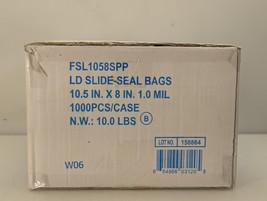 FSL1058SPP
LD SLIDE-SEAL BAGS
10.5 IN. X 8 IN. 1.0 MIL
1000PCS/CASE
N.W.: 10.0 LBS B
LOT NO. 158664
W06